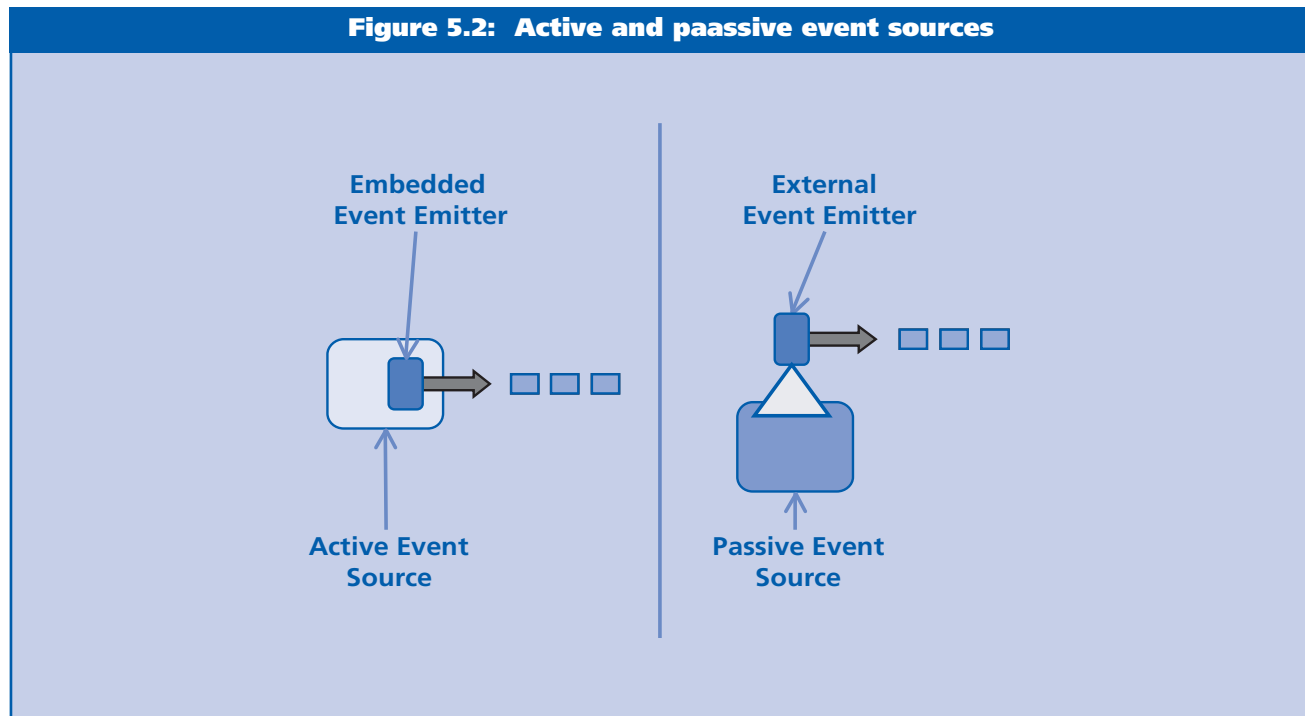 Figure 5.2: Active and paassive event sources
Embedded
Event Emitter
Active Event
Source
External
Event Emitter
Passive Event
Source